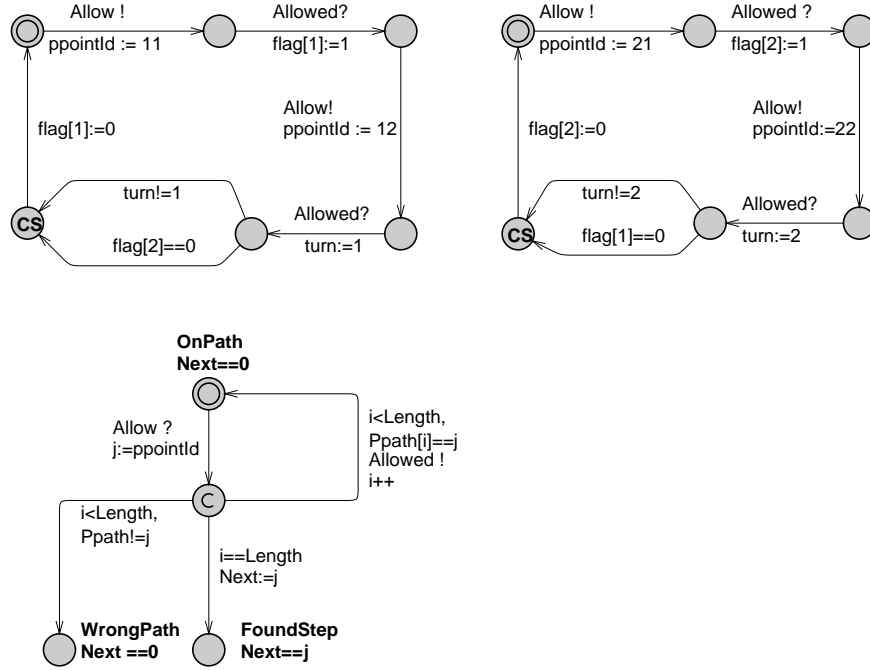 Allow !
ppointId := 11
Allowed?
flag[1]:=1
Allow!
ppointId := 12
Allowed?
turn:=1
turn!=1
flag[2]==0
CS
flag[1]:=0
Allow !
ppointId := 21
Allowed ?
flag[2]:=1
Allow!
ppointId:=22
Allowed?
turn:=2
turn!=2
flag[1]==0
CS
flag[2]:=0
OnPath
Next==0
Allow ?
j:=ppointId
i<Length,
Ppath[i]==j
Allowed !
i++
C
i<Length,
Ppath!=j
i==Length
Next:=j
WrongPath
Next ==0
FoundStep
Next==j